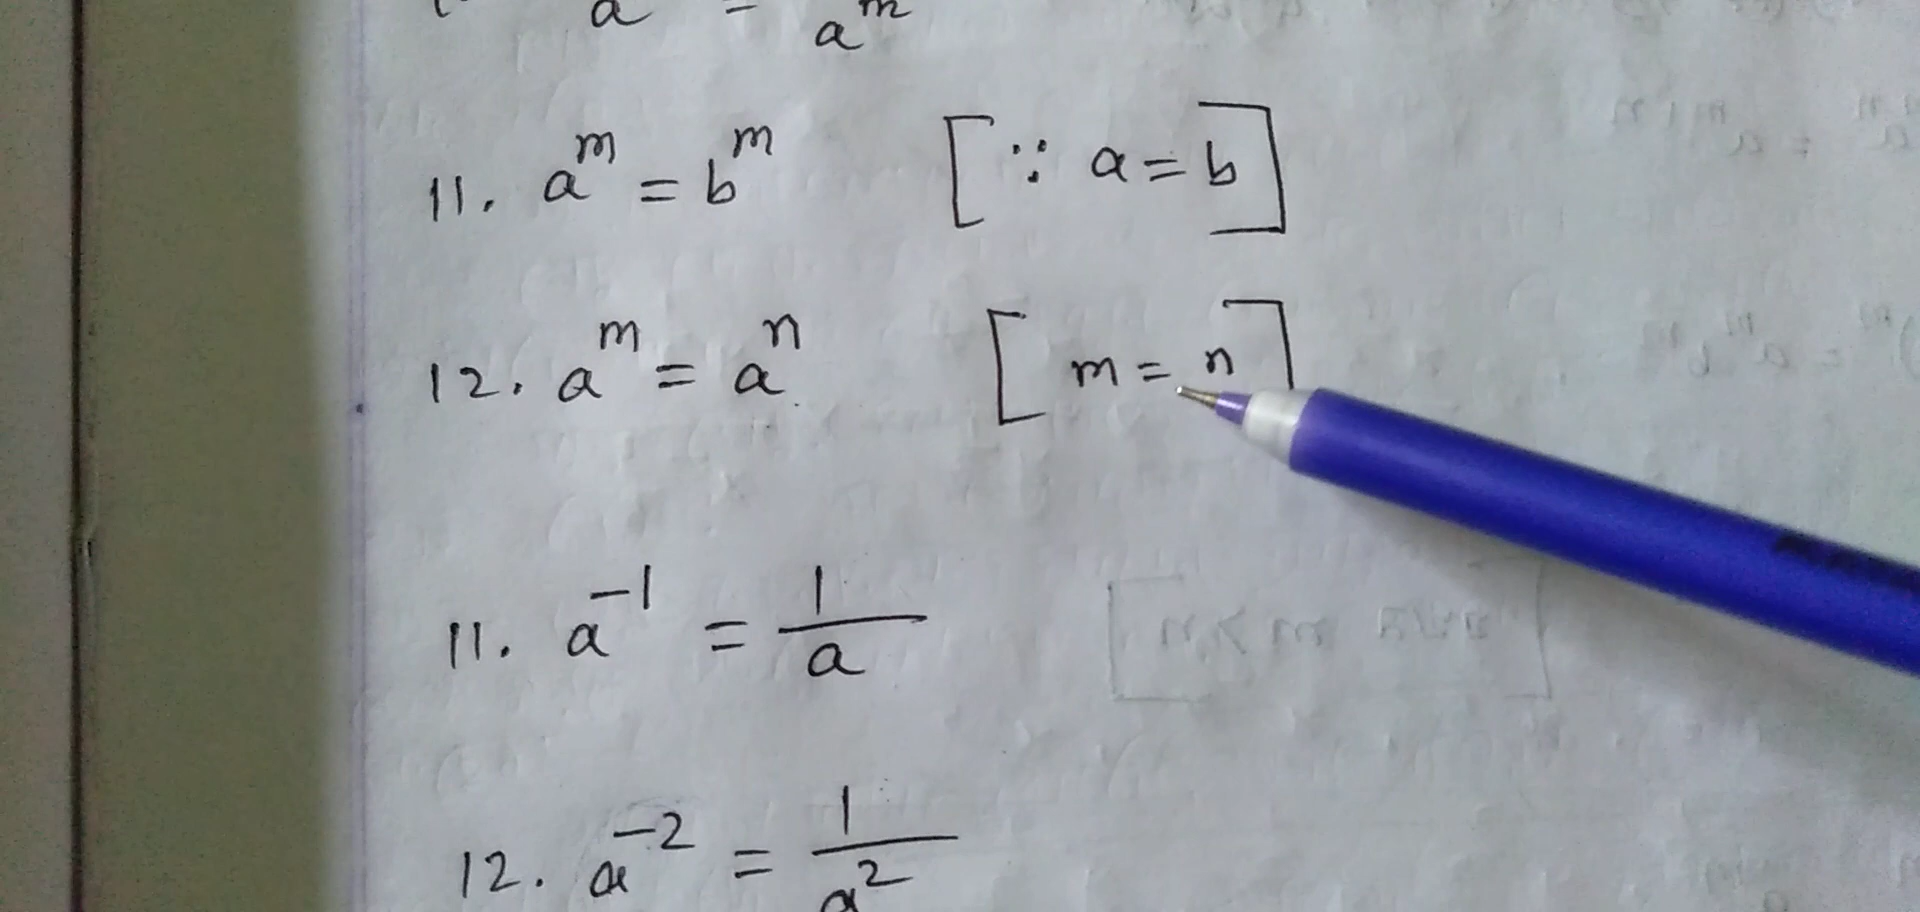 a = a^m
11. a^m = b^m [∵ a = b]
12. a^m = a^n [m = n]
11. a^-1 = 1/a
12. a^-2 = 1/a^2